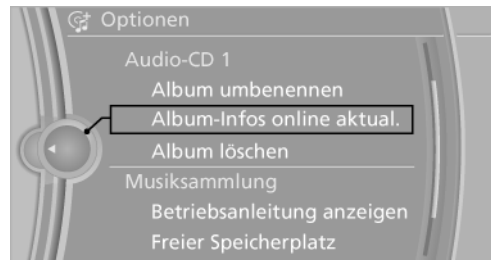 Optionen
Audio-CD 1
Album umbenennen
Album-Infos online aktual.
Album löschen
Musiksammlung
Betriebsanleitung anzeigen
Freier Speicherplatz